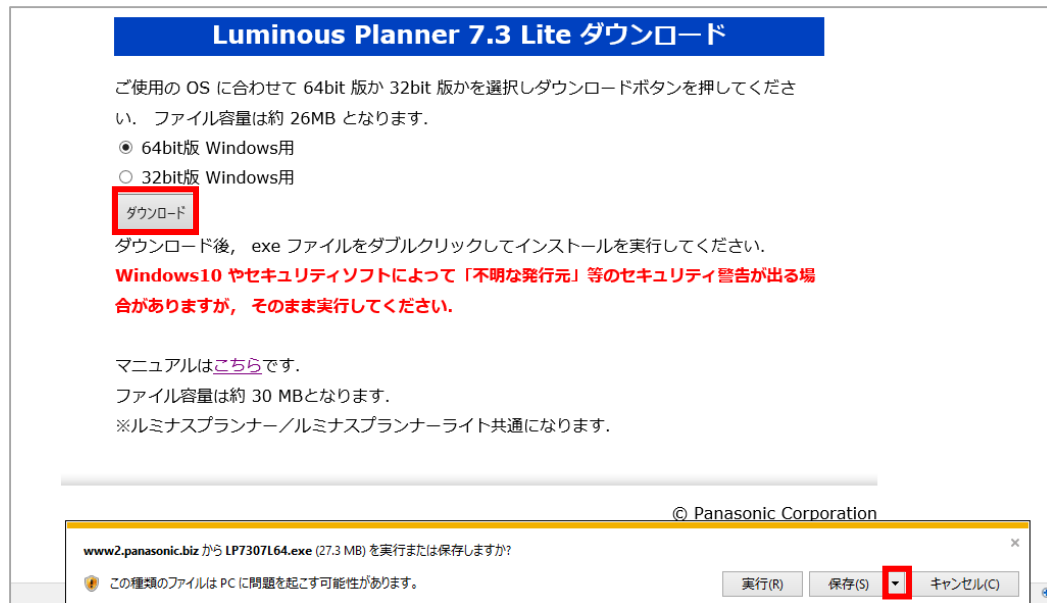 Luminous Planner 7.3 Lite ダウンロード
ご使用の OS に合わせて 64bit 版か 32bit 版かを選択しダウンロードボタンを押してくださ
い． ファイル容量は約 26MB となります．
64bit版 Windows用
32bit版 Windows用
ダウンロード
ダウンロード後， exe ファイルをダブルクリックしてインストールを実行してください．
Windows10 やセキュリティソフトによって「不明な発行元」等のセキュリティ警告が出る場
合がありますが， そのまま実行してください．
マニュアルはこちらです．
ファイル容量は約 30 MBとなります．
※ルミナスプランナー／ルミナスプランナーライト共通になります．
© Panasonic Corporation
www2.panasonic.biz から LP7307L64.exe (27.3 MB) を実行または保存しますか?
この種類のファイルは PC に問題を起こす可能性があります。
実行(R) 保存(S) キャンセル(C)